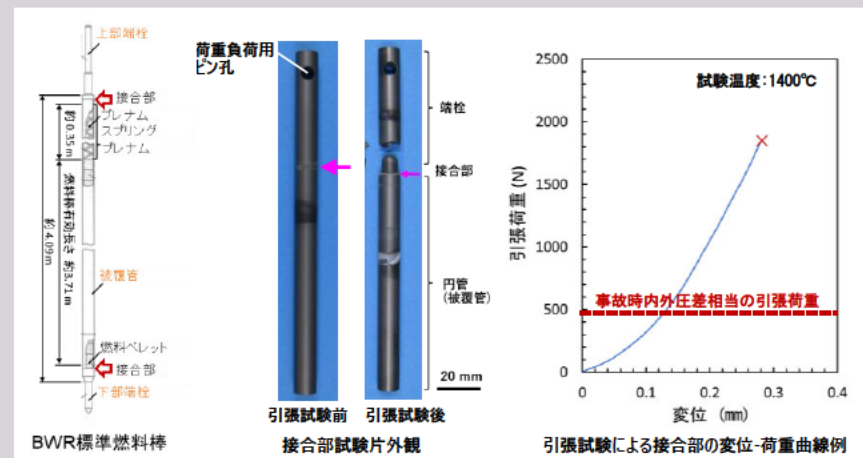 上部端栓
接合部
プレナム
スプリング
プレナム
約0.35m
燃料棒有効長さ 約3.71m
約4.09m
被覆管
燃料ペレット
接合部
下部端栓
BWR標準燃料棒
荷重負荷用
ピン孔
端栓
接合部
円管
(被覆管)
20 mm
引張試験前 引張試験後
接合部試験片外観
試験温度：1400℃
引張荷重(N)
2500
2000
1500
1000
500
0
事故時内外圧差相当の引張荷重
0 0.1 0.2 0.3 0.4
変位 (mm)
引張試験による接合部の変位-荷重曲線例